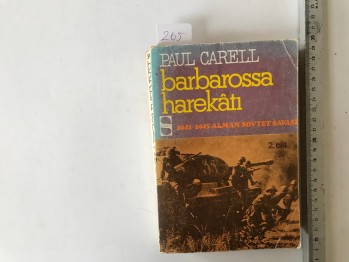 265
PAUL CARELL
barbarossa
harekâtı
S 1941-1945 ALMAN SOVYET SAVAŞI
2. cilt